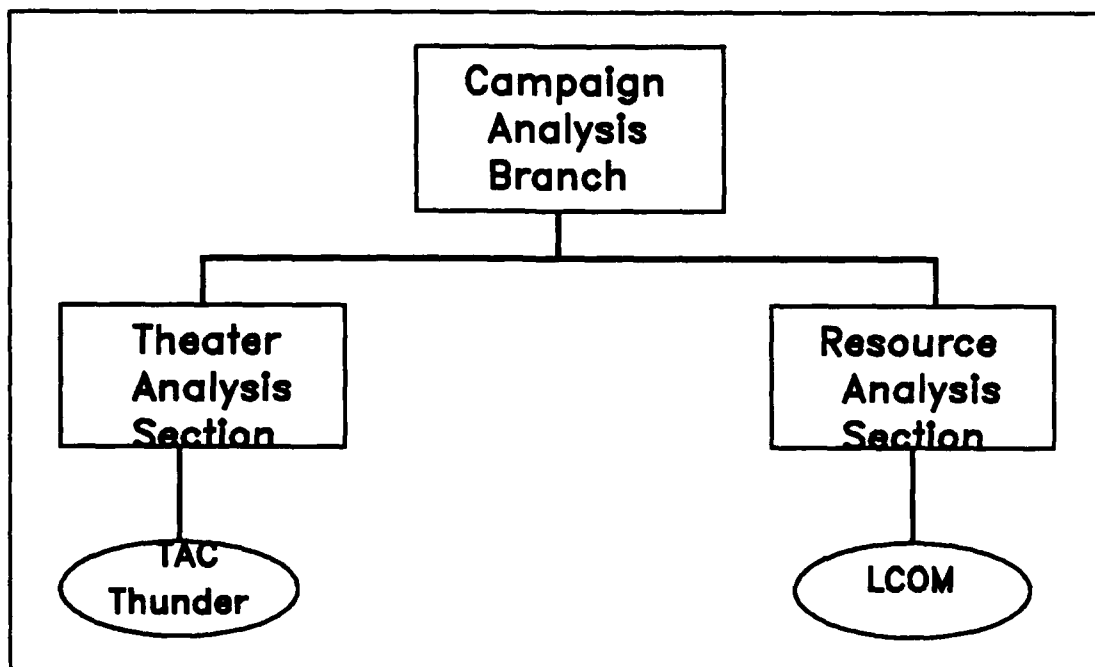 Campaign
Analysis
Branch
Theater
Analysis
Section
Resource
Analysis
Section
TAC
Thunder
LCOM